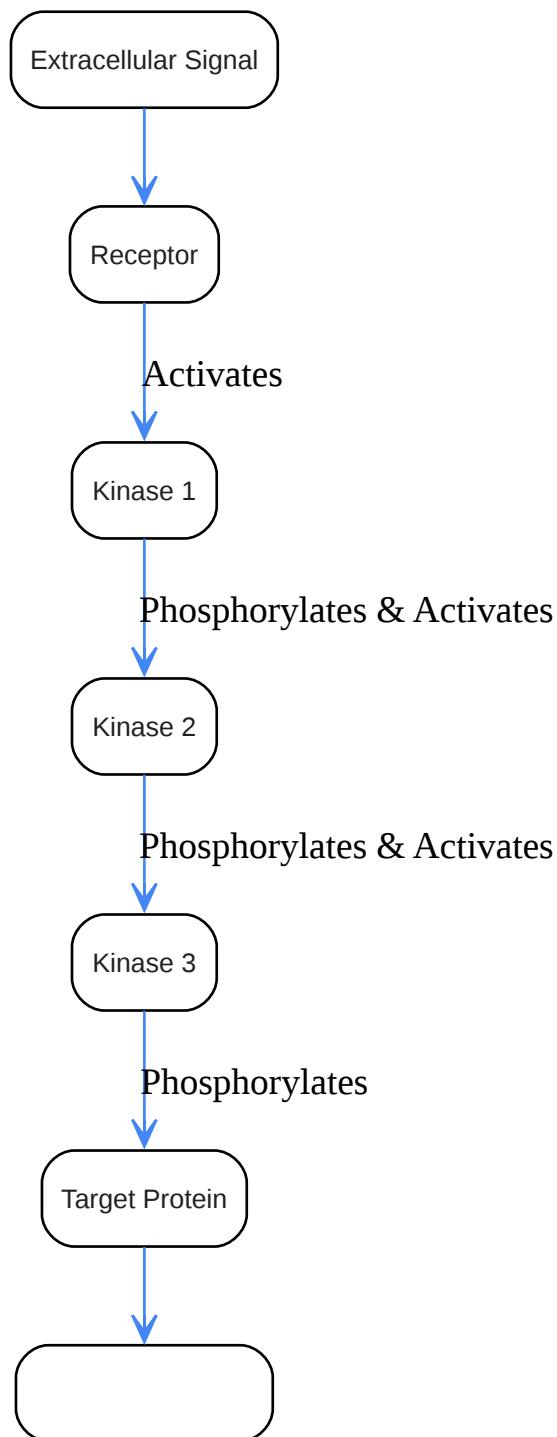 Extracellular Signal
Receptor
Activates
Kinase 1
Phosphorylates & Activates
Kinase 2
Phosphorylates & Activates
Kinase 3
Phosphorylates
Target Protein